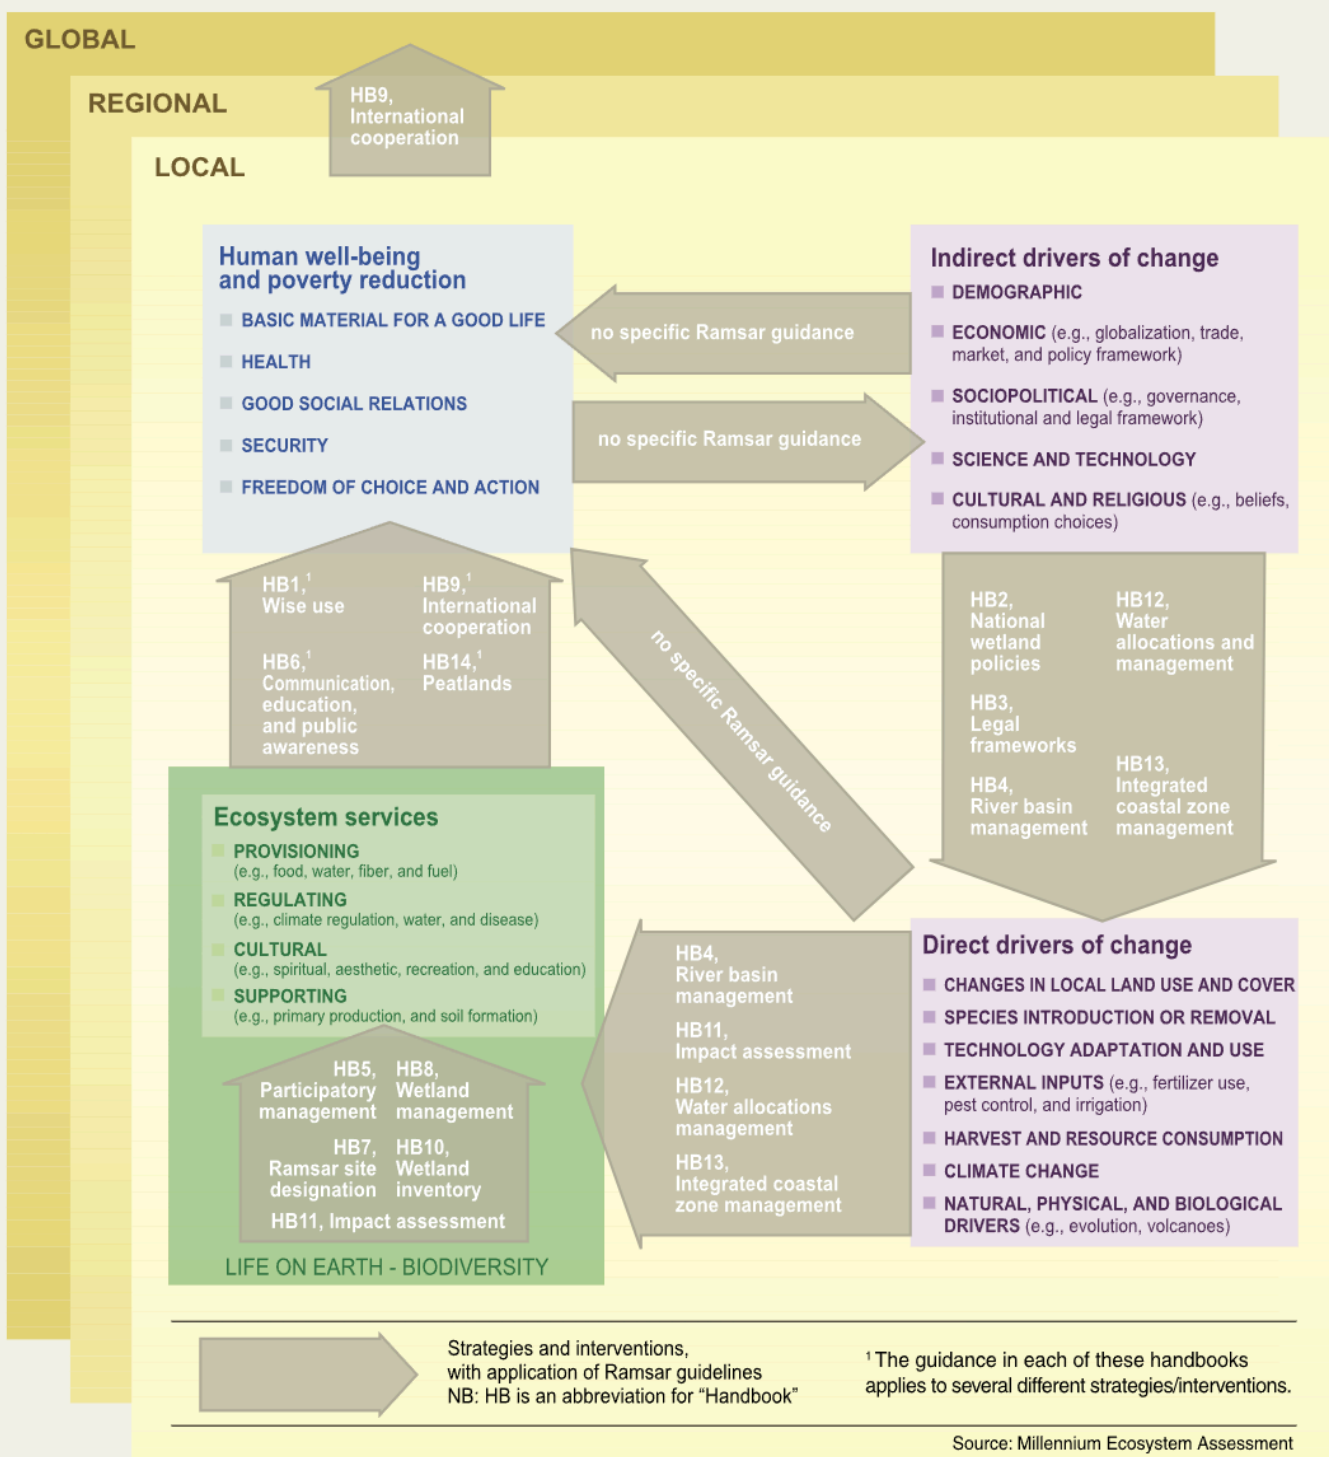 GLOBAL
REGIONAL
LOCAL
HB9,
International
cooperation
Human well-being
and poverty reduction
BASIC MATERIAL FOR A GOOD LIFE
HEALTH
GOOD SOCIAL RELATIONS
SECURITY
FREEDOM OF CHOICE AND ACTION
no specific Ramsar guidance
no specific Ramsar guidance
Indirect drivers of change
DEMOGRAPHIC
ECONOMIC (e.g., globalization, trade,
market, and policy framework)
SOCIOPOLITICAL (e.g., governance,
institutional and legal framework)
SCIENCE AND TECHNOLOGY
CULTURAL AND RELIGIOUS (e.g., beliefs,
consumption choices)
HB1,¹
Wise use
HB6,¹
Communication,
education,
and public
awareness
HB9,¹
International
cooperation
HB14,¹
Peatlands
no specific Ramsar guidance
HB2,
National
wetland
policies
HB3,
Legal
frameworks
HB4,
River basin
management
HB12,
Water
allocations and
management
HB13,
Integrated
coastal zone
management
Ecosystem services
PROVISIONING
(e.g., food, water, fiber, and fuel)
REGULATING
(e.g., climate regulation, water, and disease)
CULTURAL
(e.g., spiritual, aesthetic, recreation, and education)
SUPPORTING
(e.g., primary production, and soil formation)
HB5,
Participatory
management
HB7,
Ramsar site
designation
HB8,
Wetland
management
HB10,
Wetland
inventory
HB11, Impact assessment
LIFE ON EARTH - BIODIVERSITY
HB4,
River basin
management
HB11,
Impact assessment
HB12,
Water allocations
management
HB13,
Integrated coastal
zone management
Direct drivers of change
CHANGES IN LOCAL LAND USE AND COVER
SPECIES INTRODUCTION OR REMOVAL
TECHNOLOGY ADAPTATION AND USE
EXTERNAL INPUTS (e.g., fertilizer use,
pest control, and irrigation)
HARVEST AND RESOURCE CONSUMPTION
CLIMATE CHANGE
NATURAL, PHYSICAL, AND BIOLOGICAL
DRIVERS (e.g., evolution, volcanoes)
Strategies and interventions,
with application of Ramsar guidelines
NB: HB is an abbreviation for “Handbook”
¹ The guidance in each of these handbooks
applies to several different strategies/interventions.
Source: Millennium Ecosystem Assessment